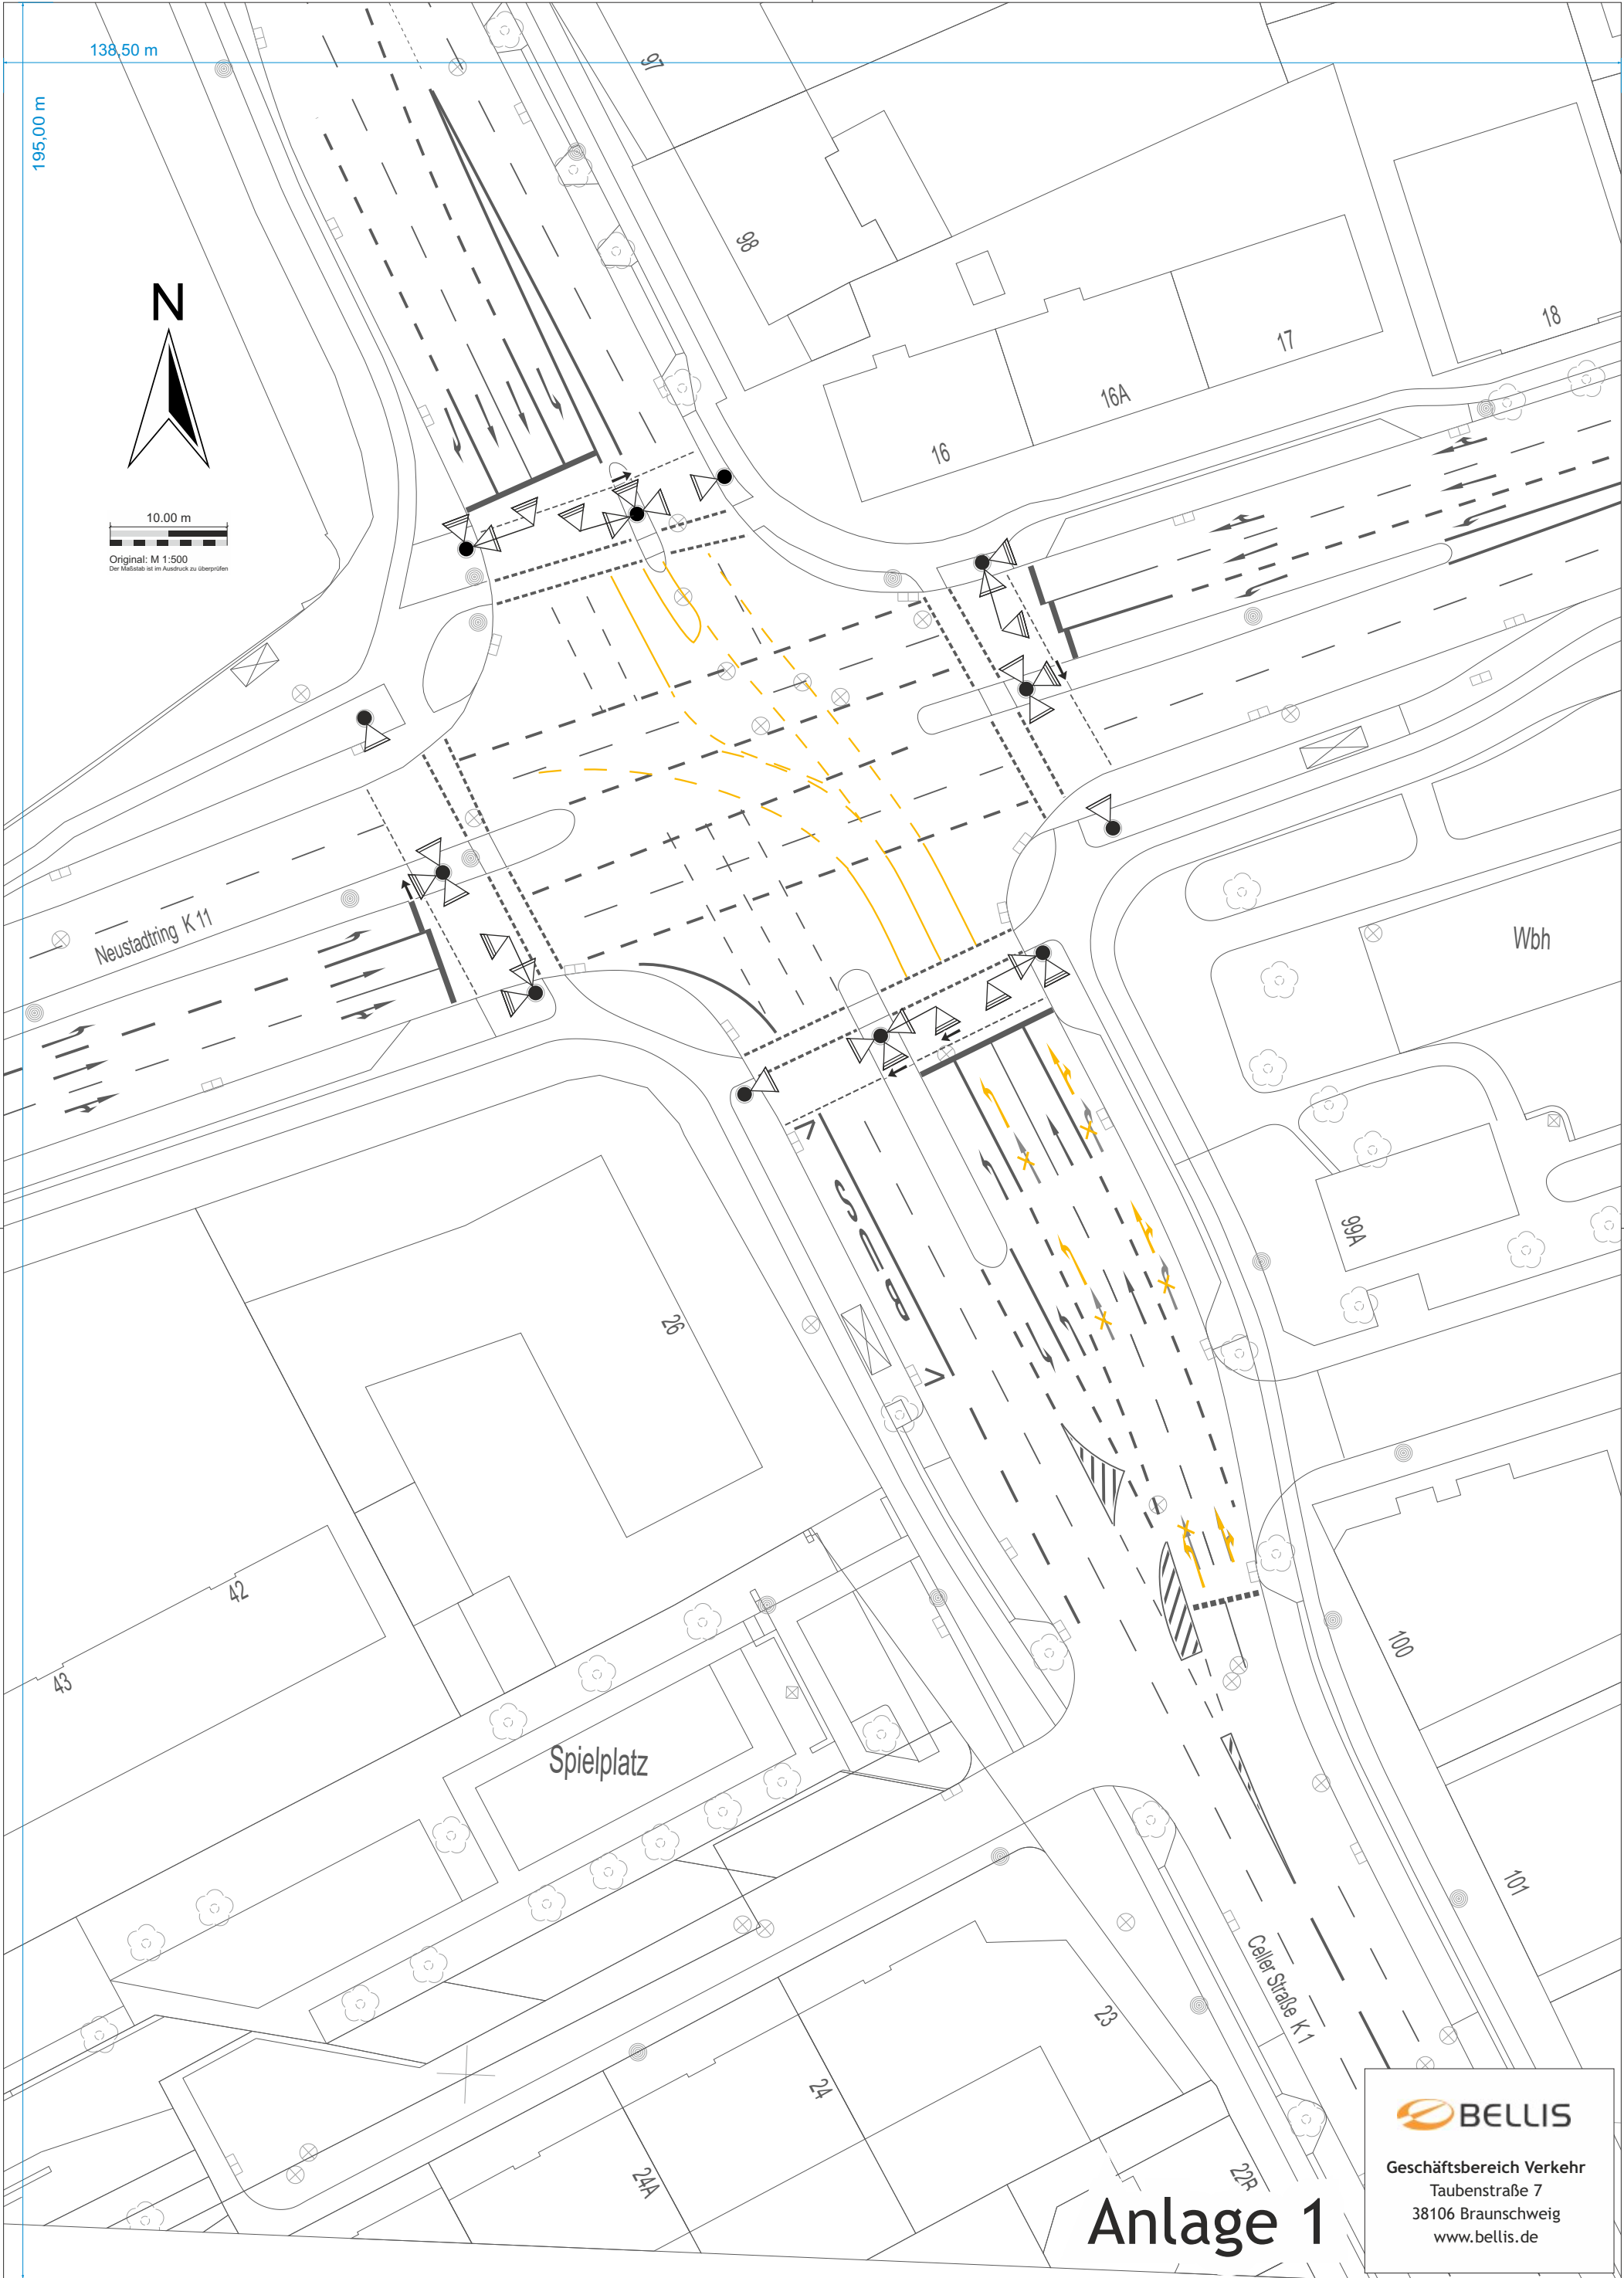 138,50 m
195,00 m
97
98
N
18
17
16A
16
10.00 m
Original: M 1:500
Der Maßstab ist im Ausdruck zu überprüfen
Neustadtring K 11
Wbh
BUS
99A
26
42
43
100
Spielplatz
101
Celler Straße K 1
23
24
24A
22B
BELLIS
Geschäftsbereich Verkehr
Taubenstraße 7
38106 Braunschweig
www.bellis.de
Anlage 1